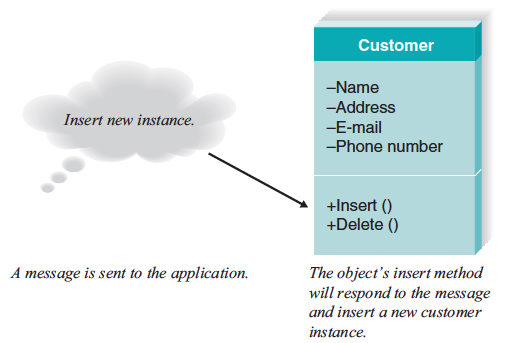 Customer
–Name
–Address
–E-mail
–Phone number
Insert new instance.
+Insert ()
+Delete ()
A message is sent to the application.
The object’s insert method
will respond to the message
and insert a new customer
instance.